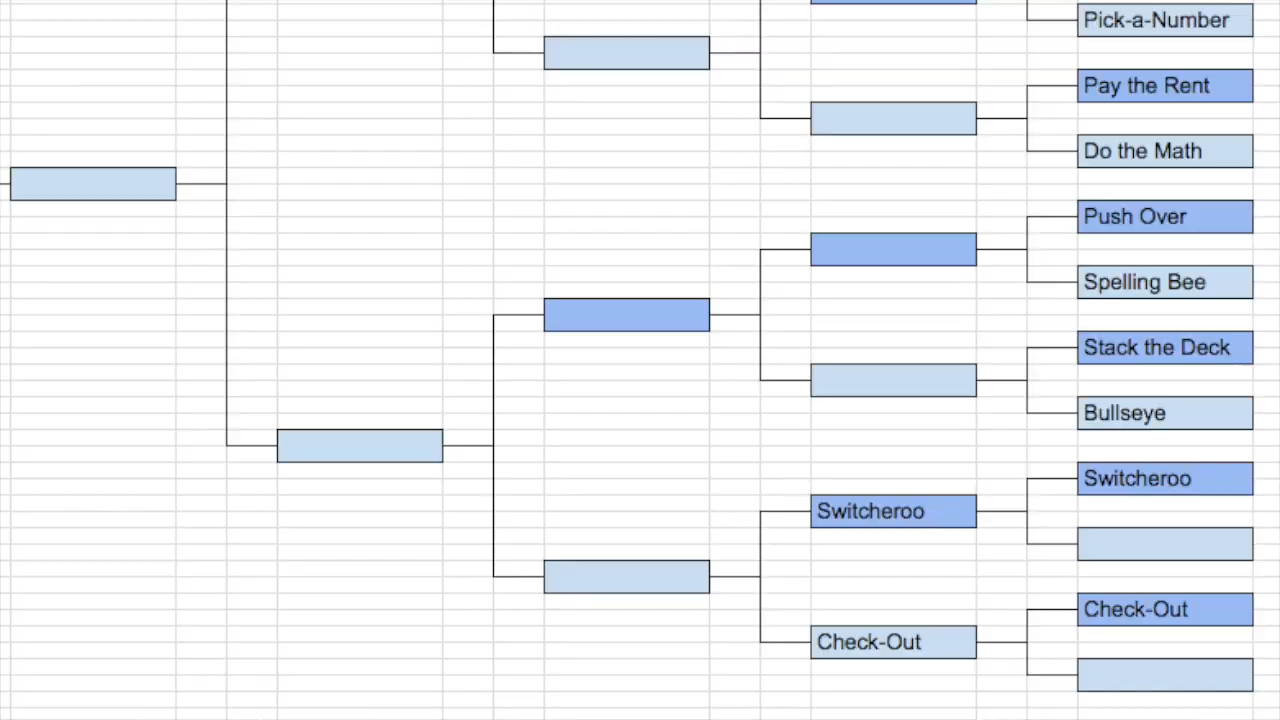 Pick-a-Number
Pay the Rent
Do the Math
Push Over
Spelling Bee
Stack the Deck
Bullseye
Switcheroo
Switcheroo
Check-Out
Check-Out